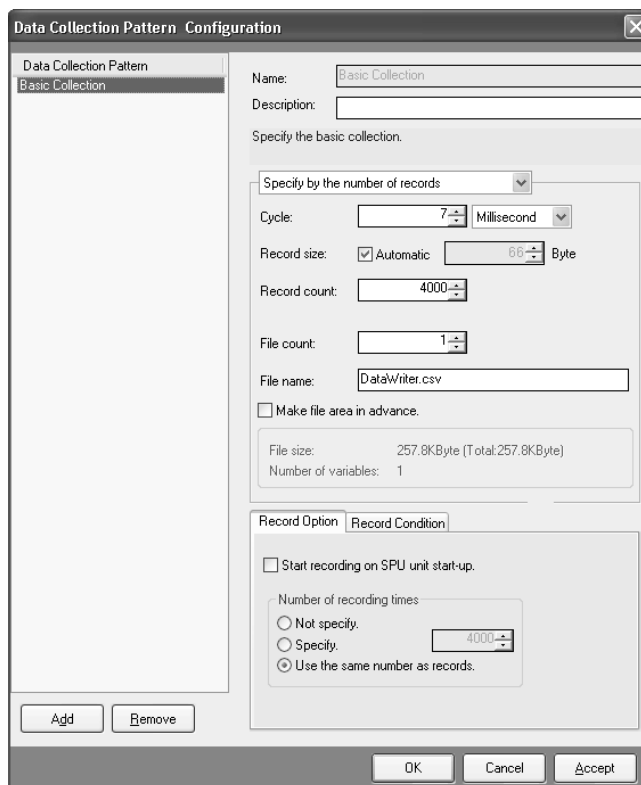 Data Collection Pattern Configuration
Data Collection Pattern
Basic Collection
Name: Basic Collection
Description:
Specify the basic collection.
Specify by the number of records
Cycle: 7 Millisecond
Record size: Automatic 66 Byte
Record count: 4000
File count: 1
File name: DataWriter.csv
Make file area in advance.
File size: 257.8KByte (Total:257.8KByte)
Number of variables: 1
Record Option Record Condition
Start recording on SPU unit start-up.
Number of recording times
Not specify.
Specify. 4000
Use the same number as records.
Add Remove
OK Cancel Accept